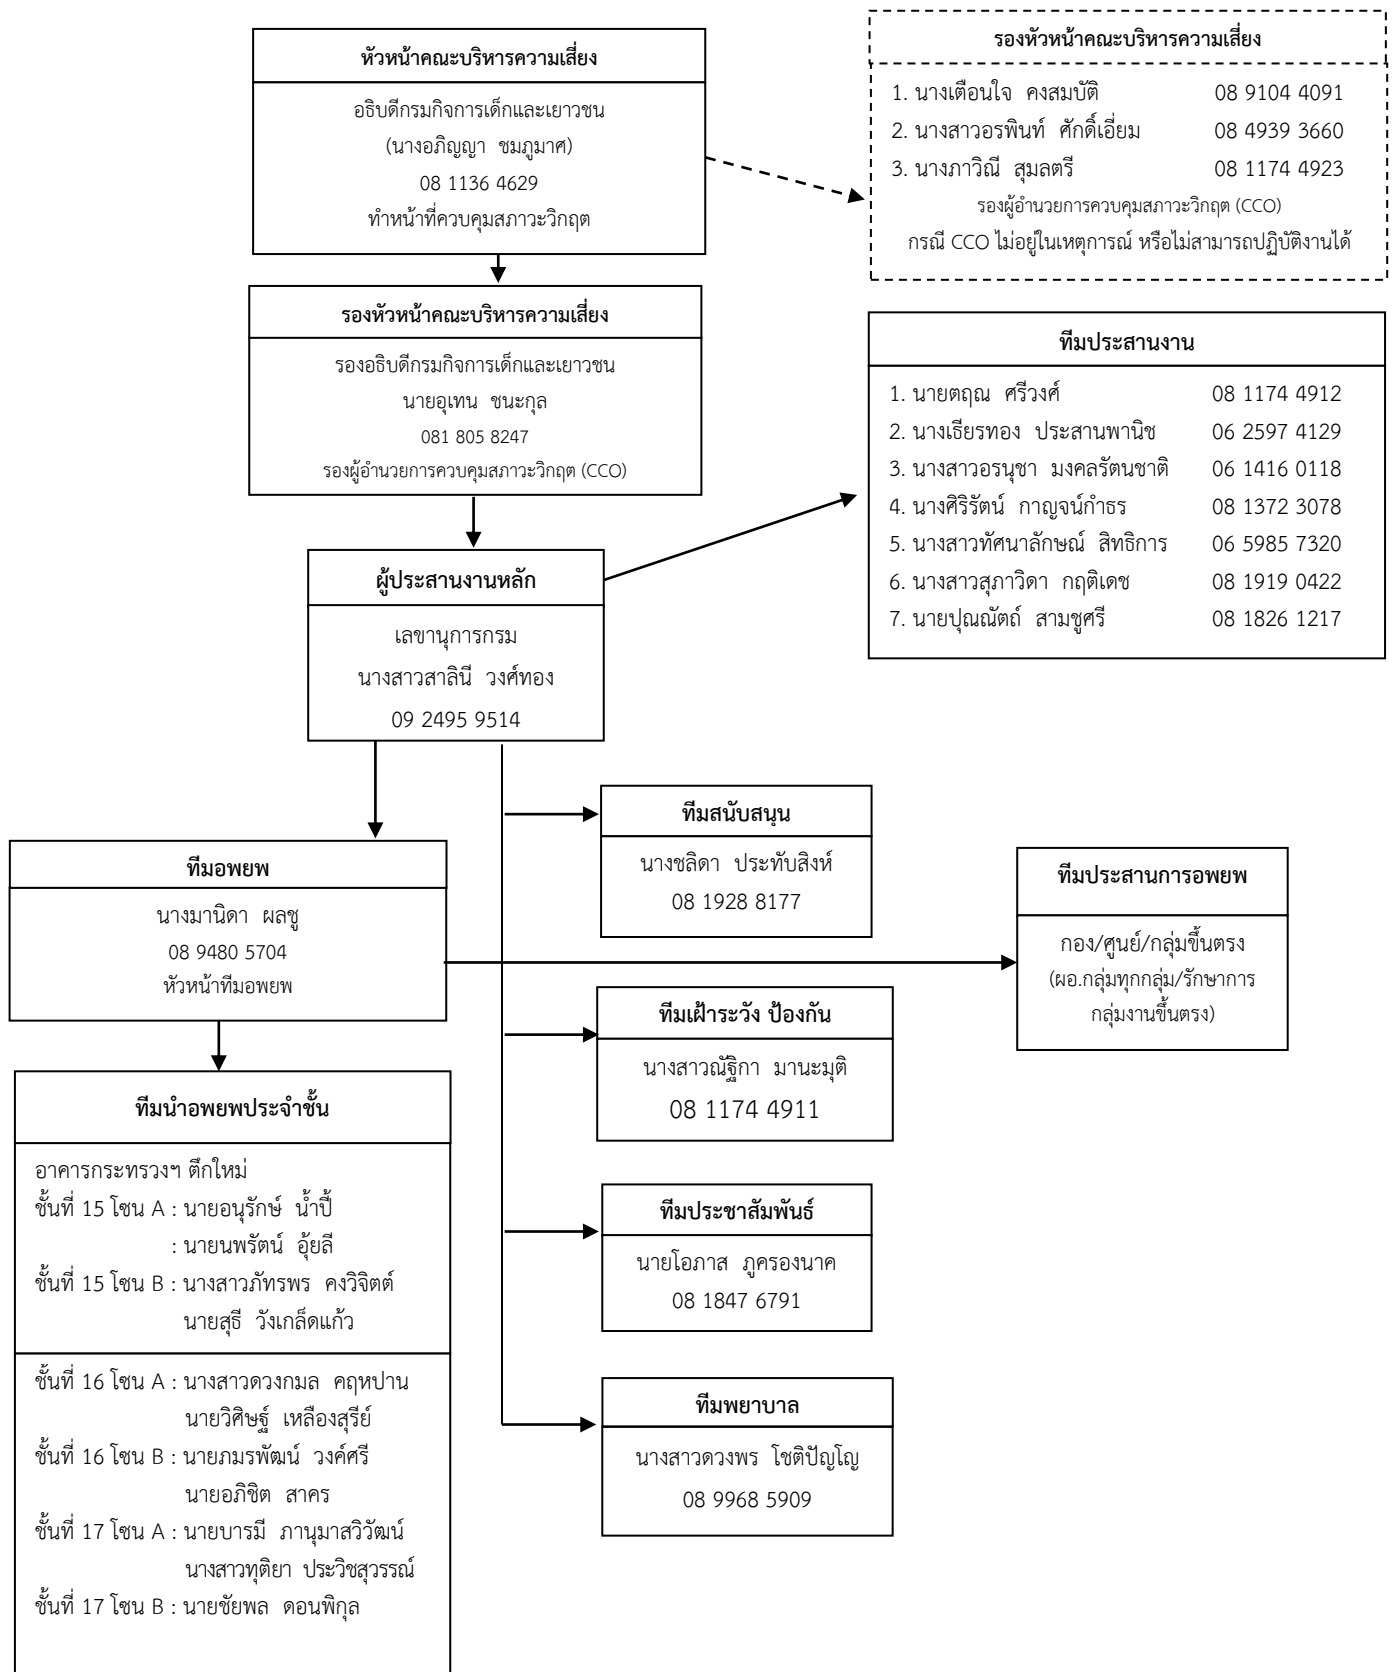 หัวหน้าคณะบริหารความเสี่ยง
อธิบดีกรมกิจการเด็กและเยาวชน
(นางอภิญญา ชมภูมาศ)
08 1136 4629
ทำหน้าที่ควบคุมสภาวะวิกฤต
รองหัวหน้าคณะบริหารความเสี่ยง
1. นางเตือนใจ คงสมบัติ 08 9104 4091
2. นางสาวอรพินท์ ศักดิ์เอี่ยม 08 4939 3660
3. นางภาวิณี สุมลตรี 08 1174 4923
รองผู้อำนวยการควบคุมสภาวะวิกฤต (CCO)
กรณี CCO ไม่อยู่ในเหตุการณ์ หรือไม่สามารถปฏิบัติงานได้
รองหัวหน้าคณะบริหารความเสี่ยง
รองอธิบดีกรมกิจการเด็กและเยาวชน
นายอุเทน ชนะกุล
081 805 8247
รองผู้อำนวยการควบคุมสภาวะวิกฤต (CCO)
ทีมประสานงาน
1. นายตฤณ ศรีวงศ์ 08 1174 4912
2. นางเธียรทอง ประสานพานิช 06 2597 4129
3. นางสาวอรนุชา มงคลรัตนชาติ 06 1416 0118
4. นางศิริรัตน์ กาญจน์กำธร 08 1372 3078
5. นางสาวทัศนาลักษณ์ สิทธิการ 06 5985 7320
6. นางสาวสุภาวิดา กฤติเดช 08 1919 0422
7. นายปุณณัตถ์ สามชูศรี 08 1826 1217
ผู้ประสานงานหลัก
เลขานุการกรม
นางสาวสาลินี วงศ์ทอง
09 2495 9514
ทีมสนับสนุน
นางชลิดา ประทับสิงห์
08 1928 8177
ทีมอพยพ
นางมานิดา ผลชู
08 9480 5704
หัวหน้าทีมอพยพ
ทีมประสานการอพยพ
กอง/ศูนย์/กลุ่มขึ้นตรง
(ผอ.กลุ่มทุกกลุ่ม/รักษาการ
กลุ่มงานขึ้นตรง)
ทีมเฝ้าระวัง ป้องกัน
นางสาวณัฐิกา มานะมุติ
08 1174 4911
ทีมนำอพยพประจำชั้น
อาคารกระทรวงฯ ตึกใหม่
ชั้นที่ 15 โซน A : นายอนุรักษ์ น้ำปี้
: นายนพรัตน์ อุ้ยลี
ชั้นที่ 15 โซน B : นางสาวภัทรพร คงวิจิตต์
นายสุธี วังเกล็ดแก้ว
ชั้นที่ 16 โซน A : นางสาวดวงกมล คฤหปาน
นายวิศิษฐ์ เหลืองสุรีย์
ชั้นที่ 16 โซน B : นายภมรพัฒน์ วงค์ศรี
นายอภิชิต สาคร
ชั้นที่ 17 โซน A : นายบารมี ภานุมาสวิวัฒน์
นางสาวทุติยา ประวิชสุวรรณ์
ชั้นที่ 17 โซน B : นายชัยพล ดอนพิกุล
ทีมประชาสัมพันธ์
นายโอภาส ภูครองนาค
08 1847 6791
ทีมพยาบาล
นางสาวดวงพร โชติปัญโญ
08 9968 5909